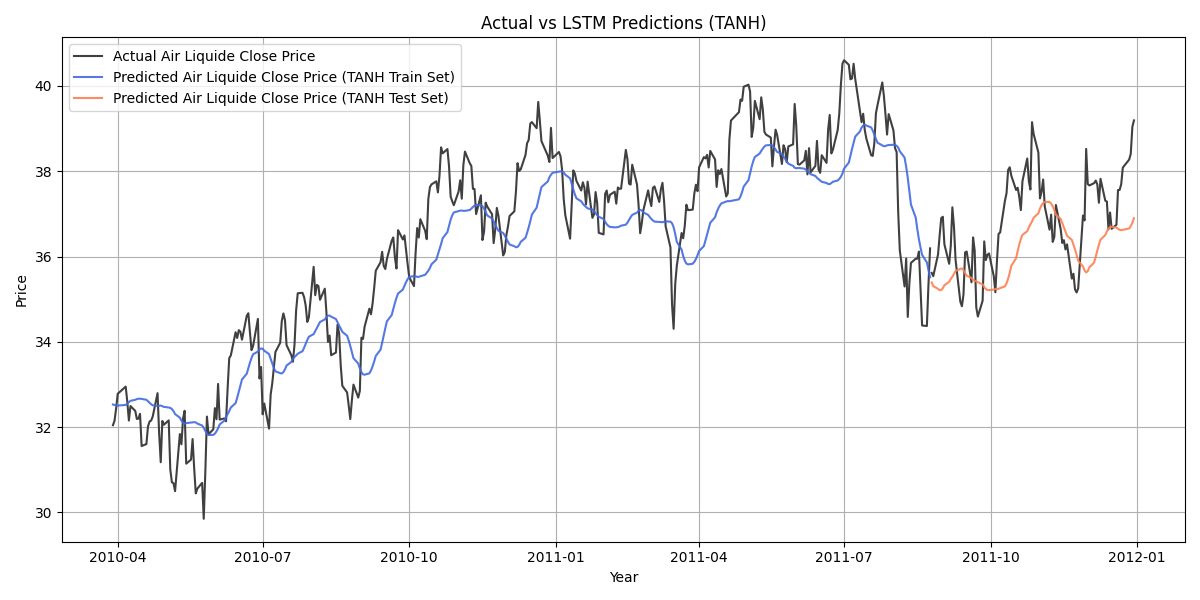 Actual vs LSTM Predictions (TANH)
Actual Air Liquide Close Price
Predicted Air Liquide Close Price (TANH Train Set)
Predicted Air Liquide Close Price (TANH Test Set)
Price
40
38
36
34
32
30
2010-04
2010-07
2010-10
2011-01
2011-04
2011-07
2011-10
2012-01
Year